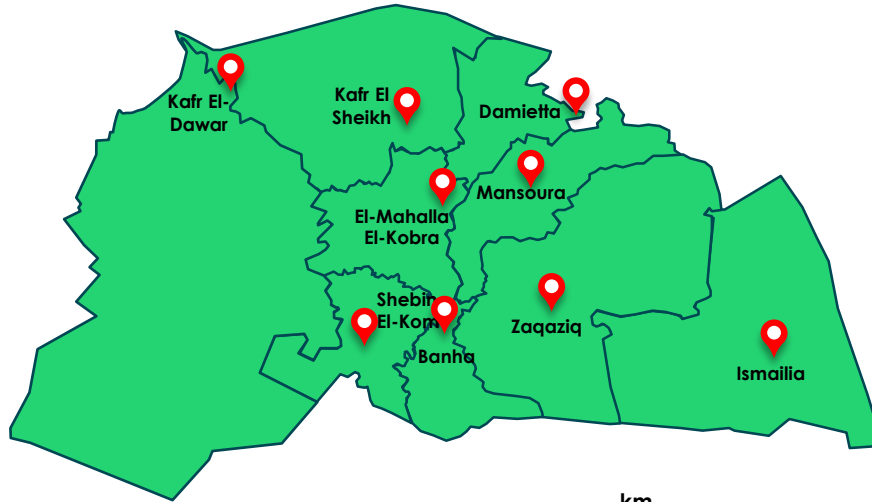 Kafr El-
Dawar
Kafr El
Sheikh
Damietta
Mansoura
El-Mahalla
El-Kobra
Shebin
El-Kom
Banha
Zaqaziq
Ismailia
km